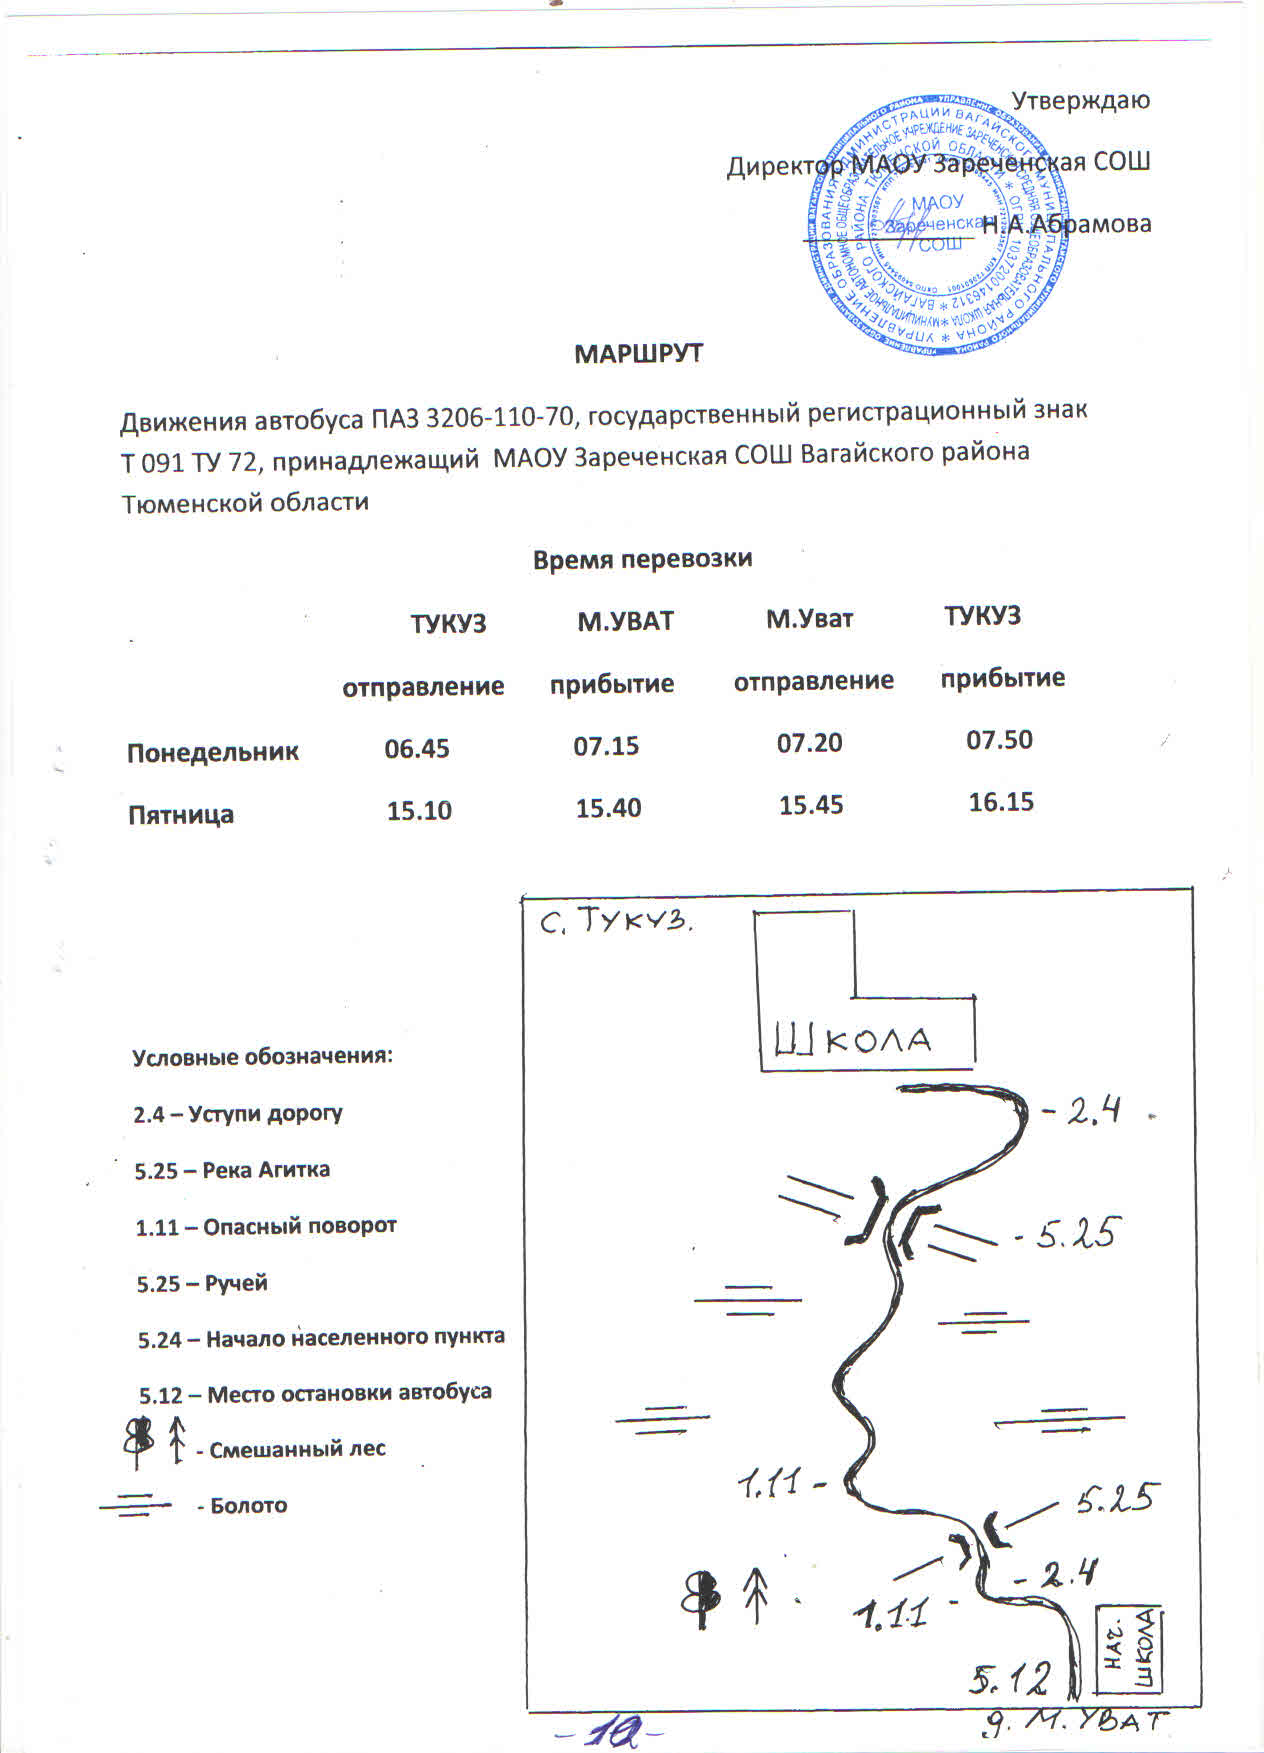 Утверждаю
Директор МАОУ Зареченская СОШ
Н.А.Абрамова
МАОУ
Зареченская
СОШ
МАРШРУТ
Движения автобуса ПАЗ 3206-110-70, государственный регистрационный знак
Т 091 ТУ 72, принадлежащий МАОУ Зареченская СОШ Вагайского района
Тюменской области
Время перевозки
ТУКУЗ М.УВАТ М.Уват ТУКУЗ
отправление прибытие отправление прибытие
Понедельник 06.45 07.15 07.20 07.50
Пятница 15.10 15.40 15.45 16.15
Условные обозначения:
2.4 – Уступи дорогу
5.25 – Река Агитка
1.11 – Опасный поворот
5.25 – Ручей
5.24 – Начало населенного пункта
5.12 – Место остановки автобуса
- Смешанный лес
- Болото
С. ТУКУЗ.
ШКОЛА
- 2.4
- 5.25
1.11 -
5.25
- 2.4
1.11 -
НАЧ.
ШКОЛА
5.12
д. М. УВАТ